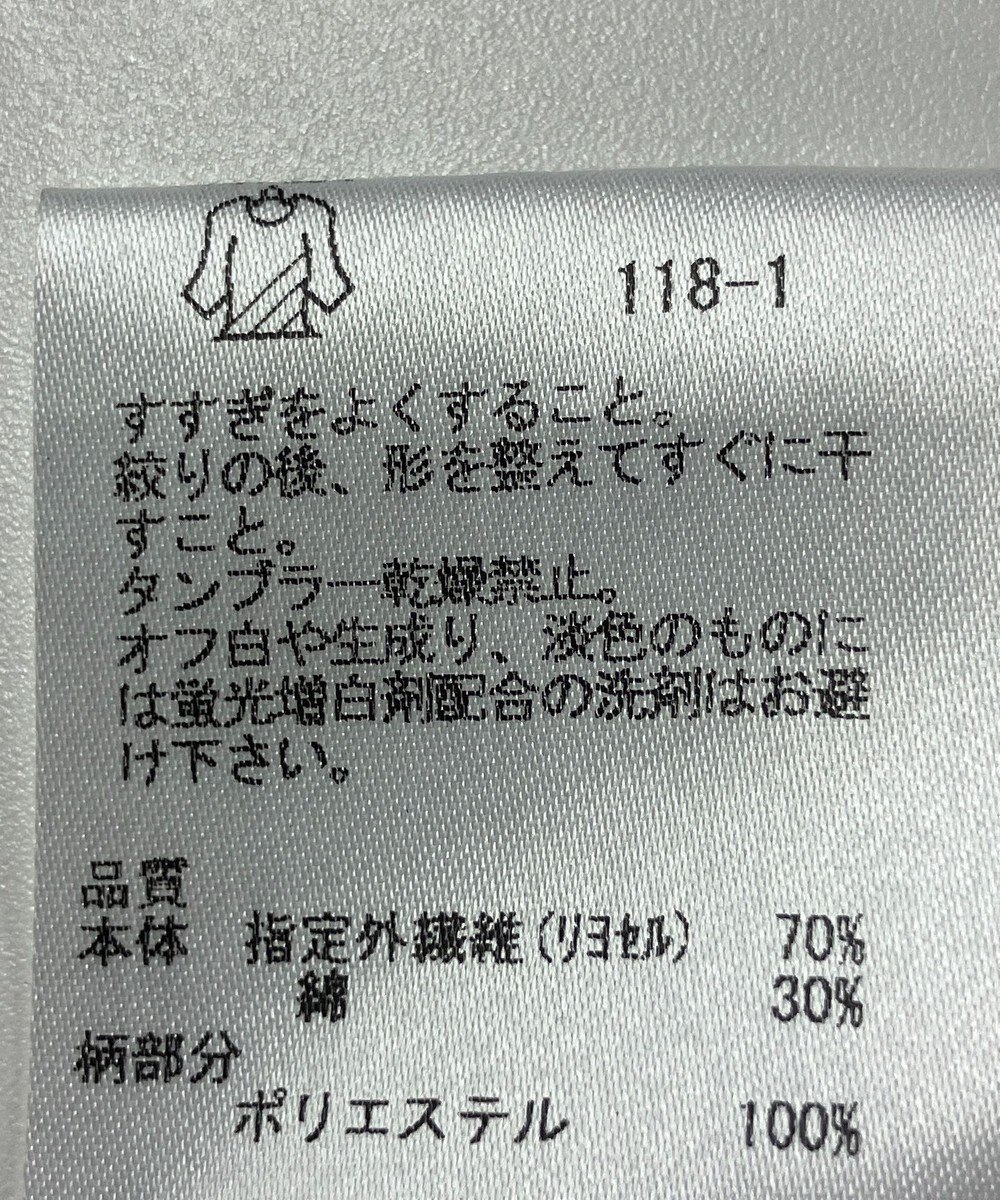 118-1
すすぎをよくすること。
絞りの後、形を整えてすぐに干
すこと。
タンブラー乾燥禁止。
オフ白や生成り、淡色のものに
は蛍光増白剤配合の洗剤はお避
け下さい。
品質
本体 指定外繊維(リヨセル) 70%
綿 30%
柄部分
ポリエステル 100%